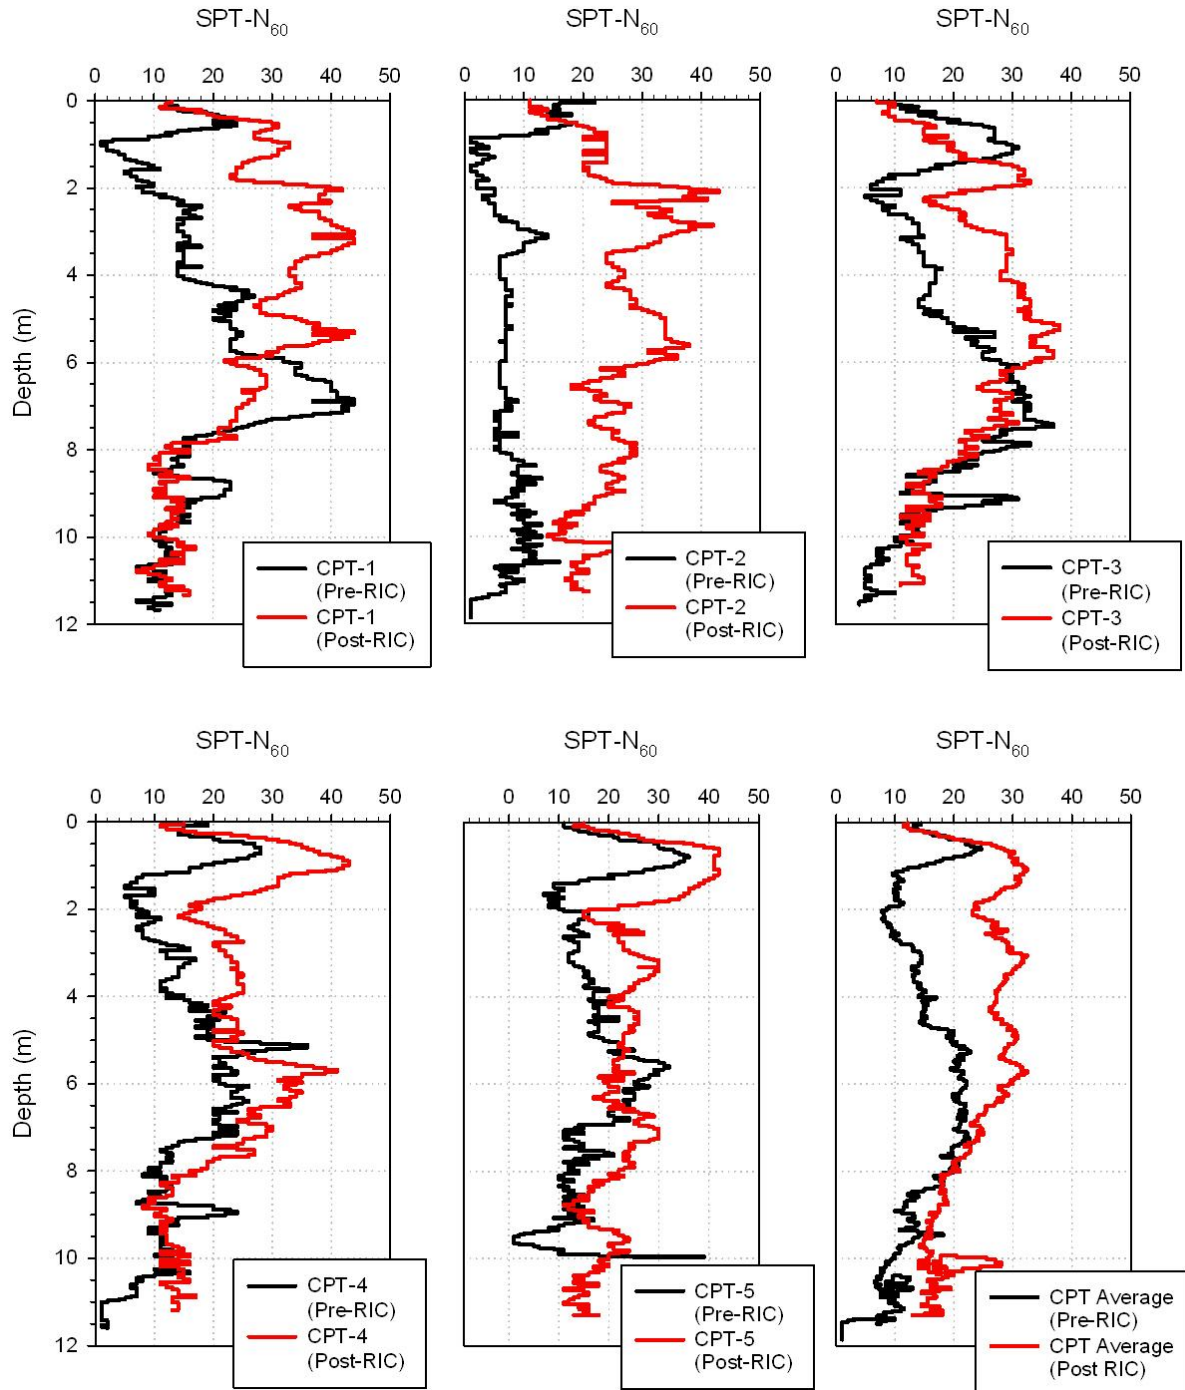 SPT-N60 SPT-N60 SPT-N60
0 10 20 30 40 50 0 10 20 30 40 50 0 10 20 30 40 50
0
2
4
6
8
10
12
Depth (m)
CPT-1
(Pre-RIC)
CPT-1
(Post-RIC)
CPT-2
(Pre-RIC)
CPT-2
(Post-RIC)
CPT-3
(Pre-RIC)
CPT-3
(Post-RIC)
SPT-N60 SPT-N60 SPT-N60
0 10 20 30 40 50 0 10 20 30 40 50 0 10 20 30 40 50
0
2
4
6
8
10
12
Depth (m)
CPT-4
(Pre-RIC)
CPT-4
(Post-RIC)
CPT-5
(Pre-RIC)
CPT-5
(Post-RIC)
CPT Average
(Pre-RIC)
CPT Average
(Post RIC)